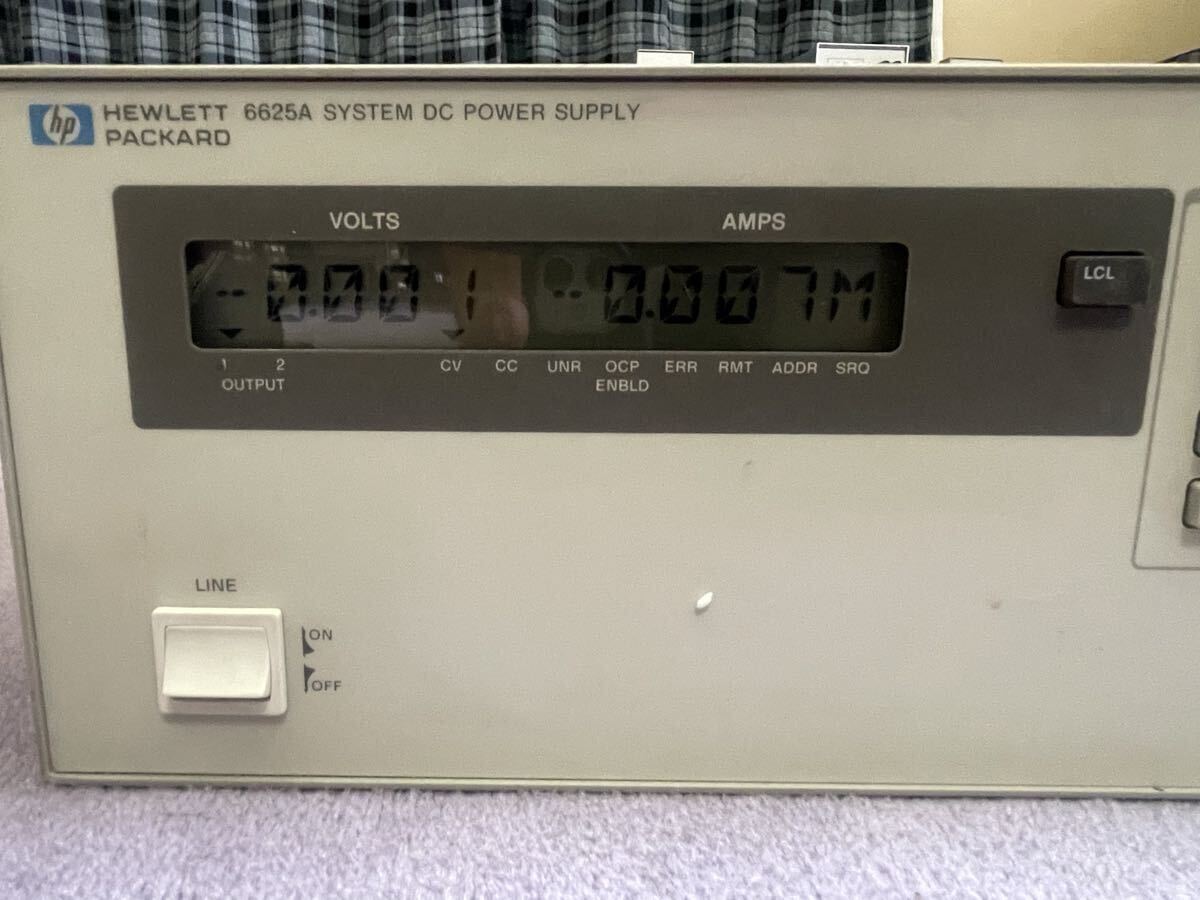 hp HEWLETT PACKARD 6625A SYSTEM DC POWER SUPPLY
VOLTS AMPS
-0.001 -0.007M
LCL
1 2 CV CC UNR OCP ERR RMT ADDR SRQ
OUTPUT ENBLD
LINE
ON
OFF